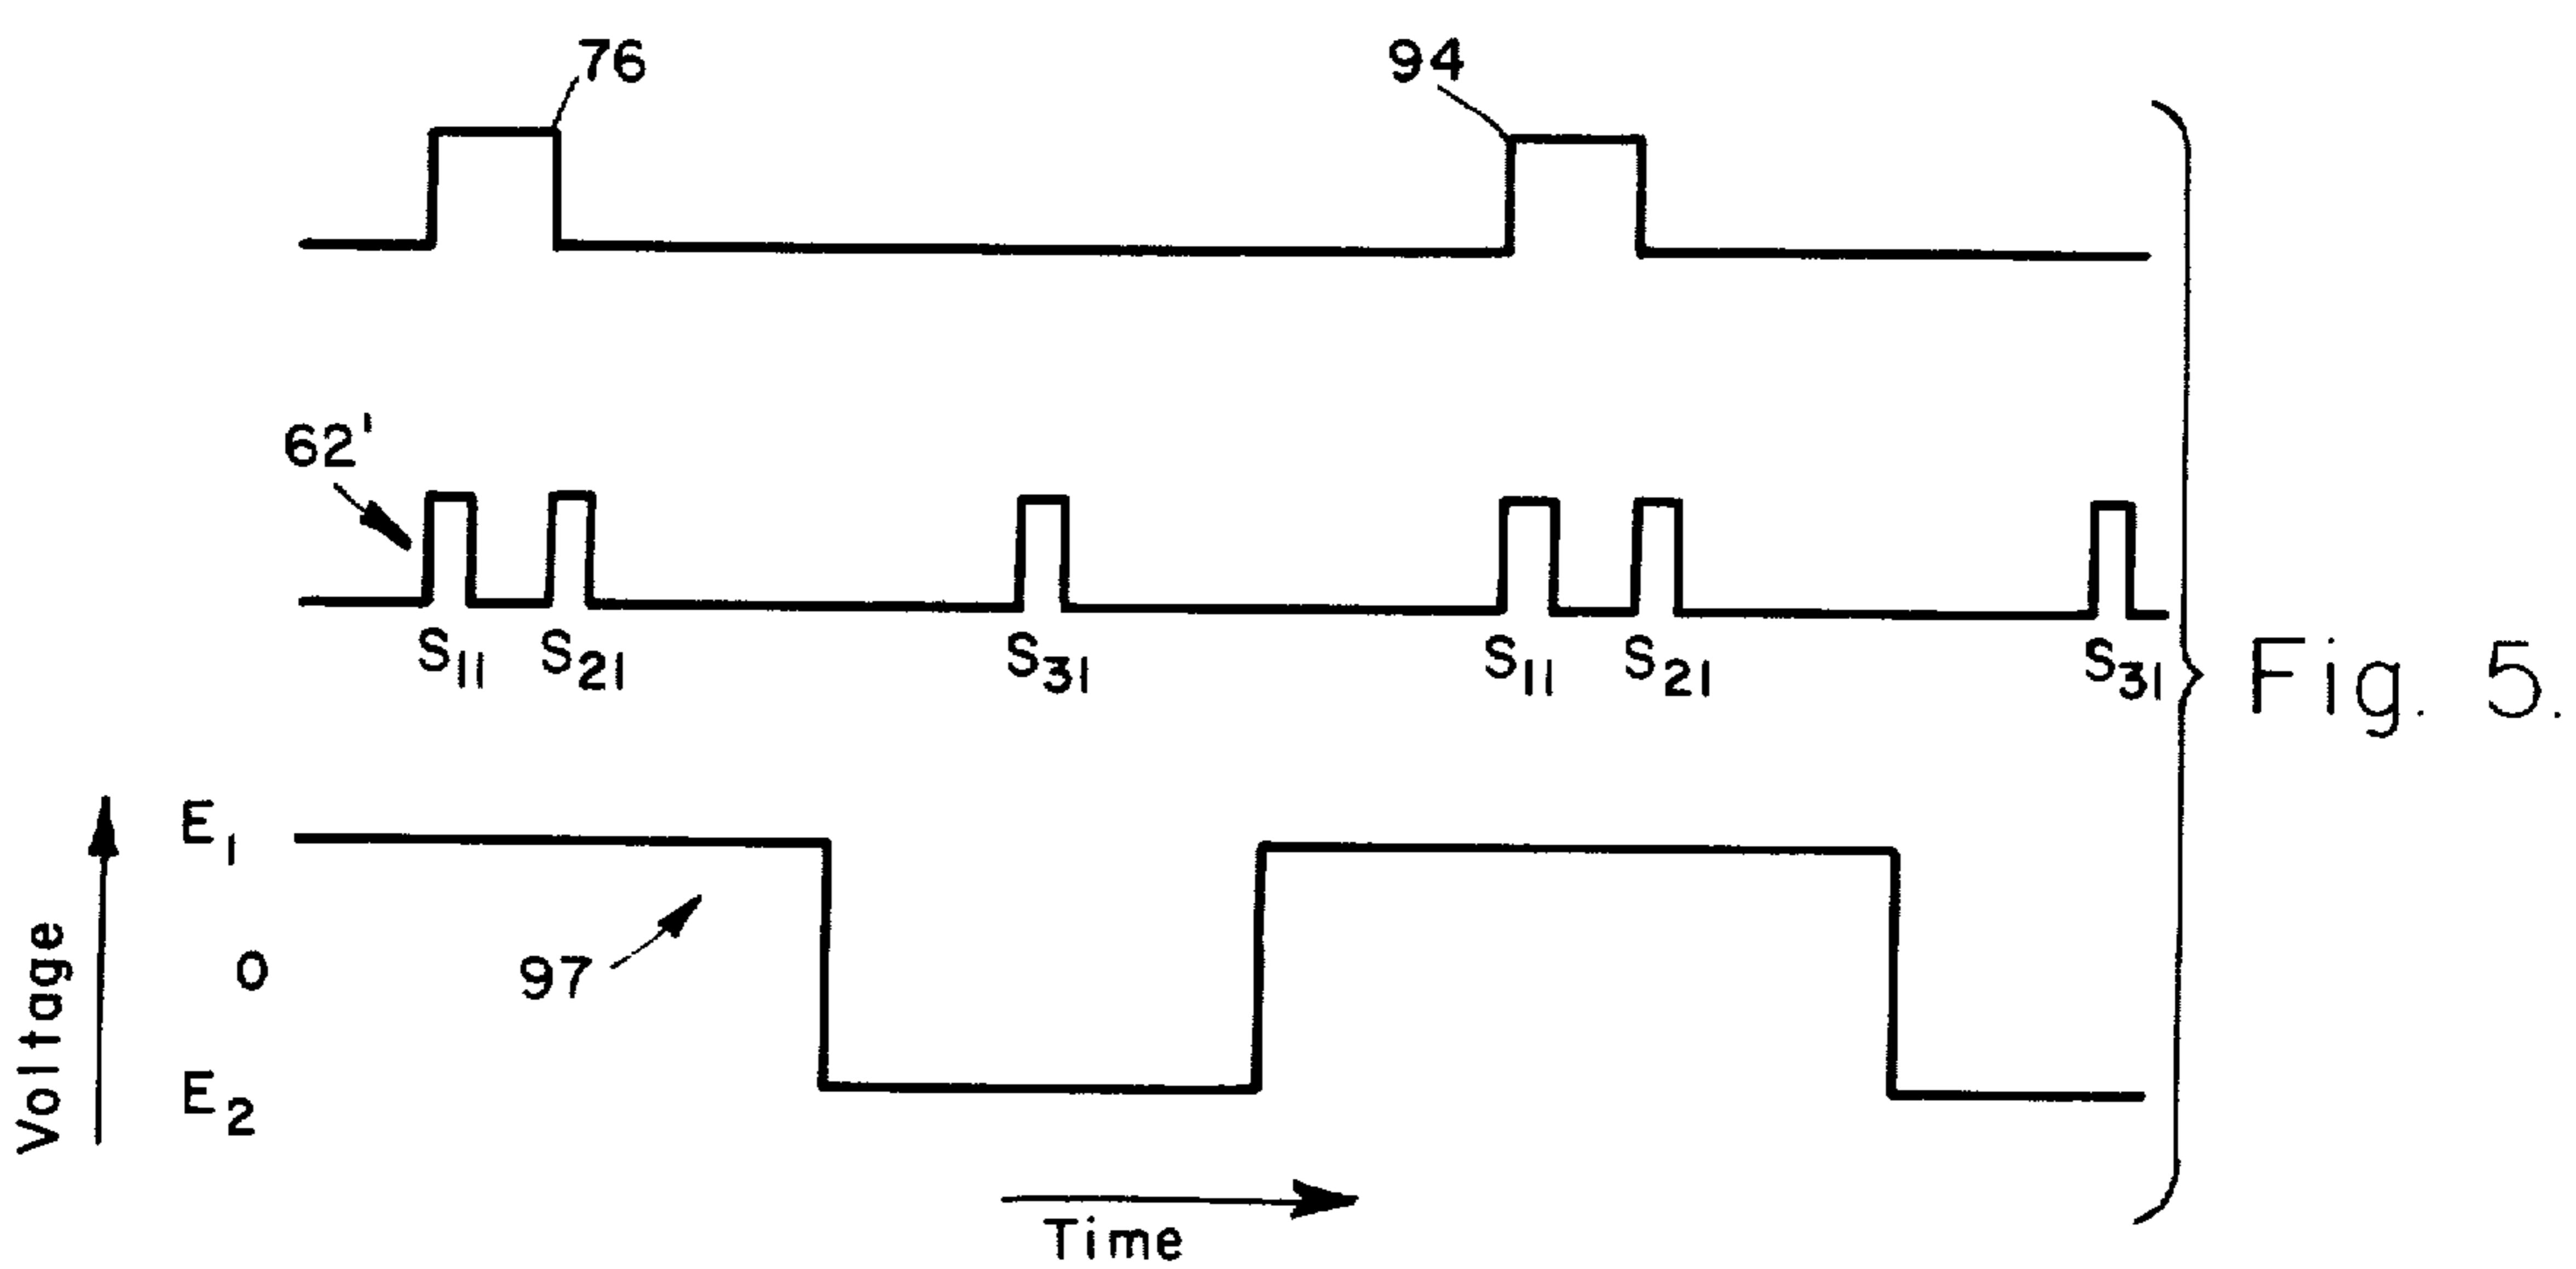 76
94
62'
S11
S21
S31
S11
S21
S31
Fig. 5.
E1
97
0
E2
Voltage
Time